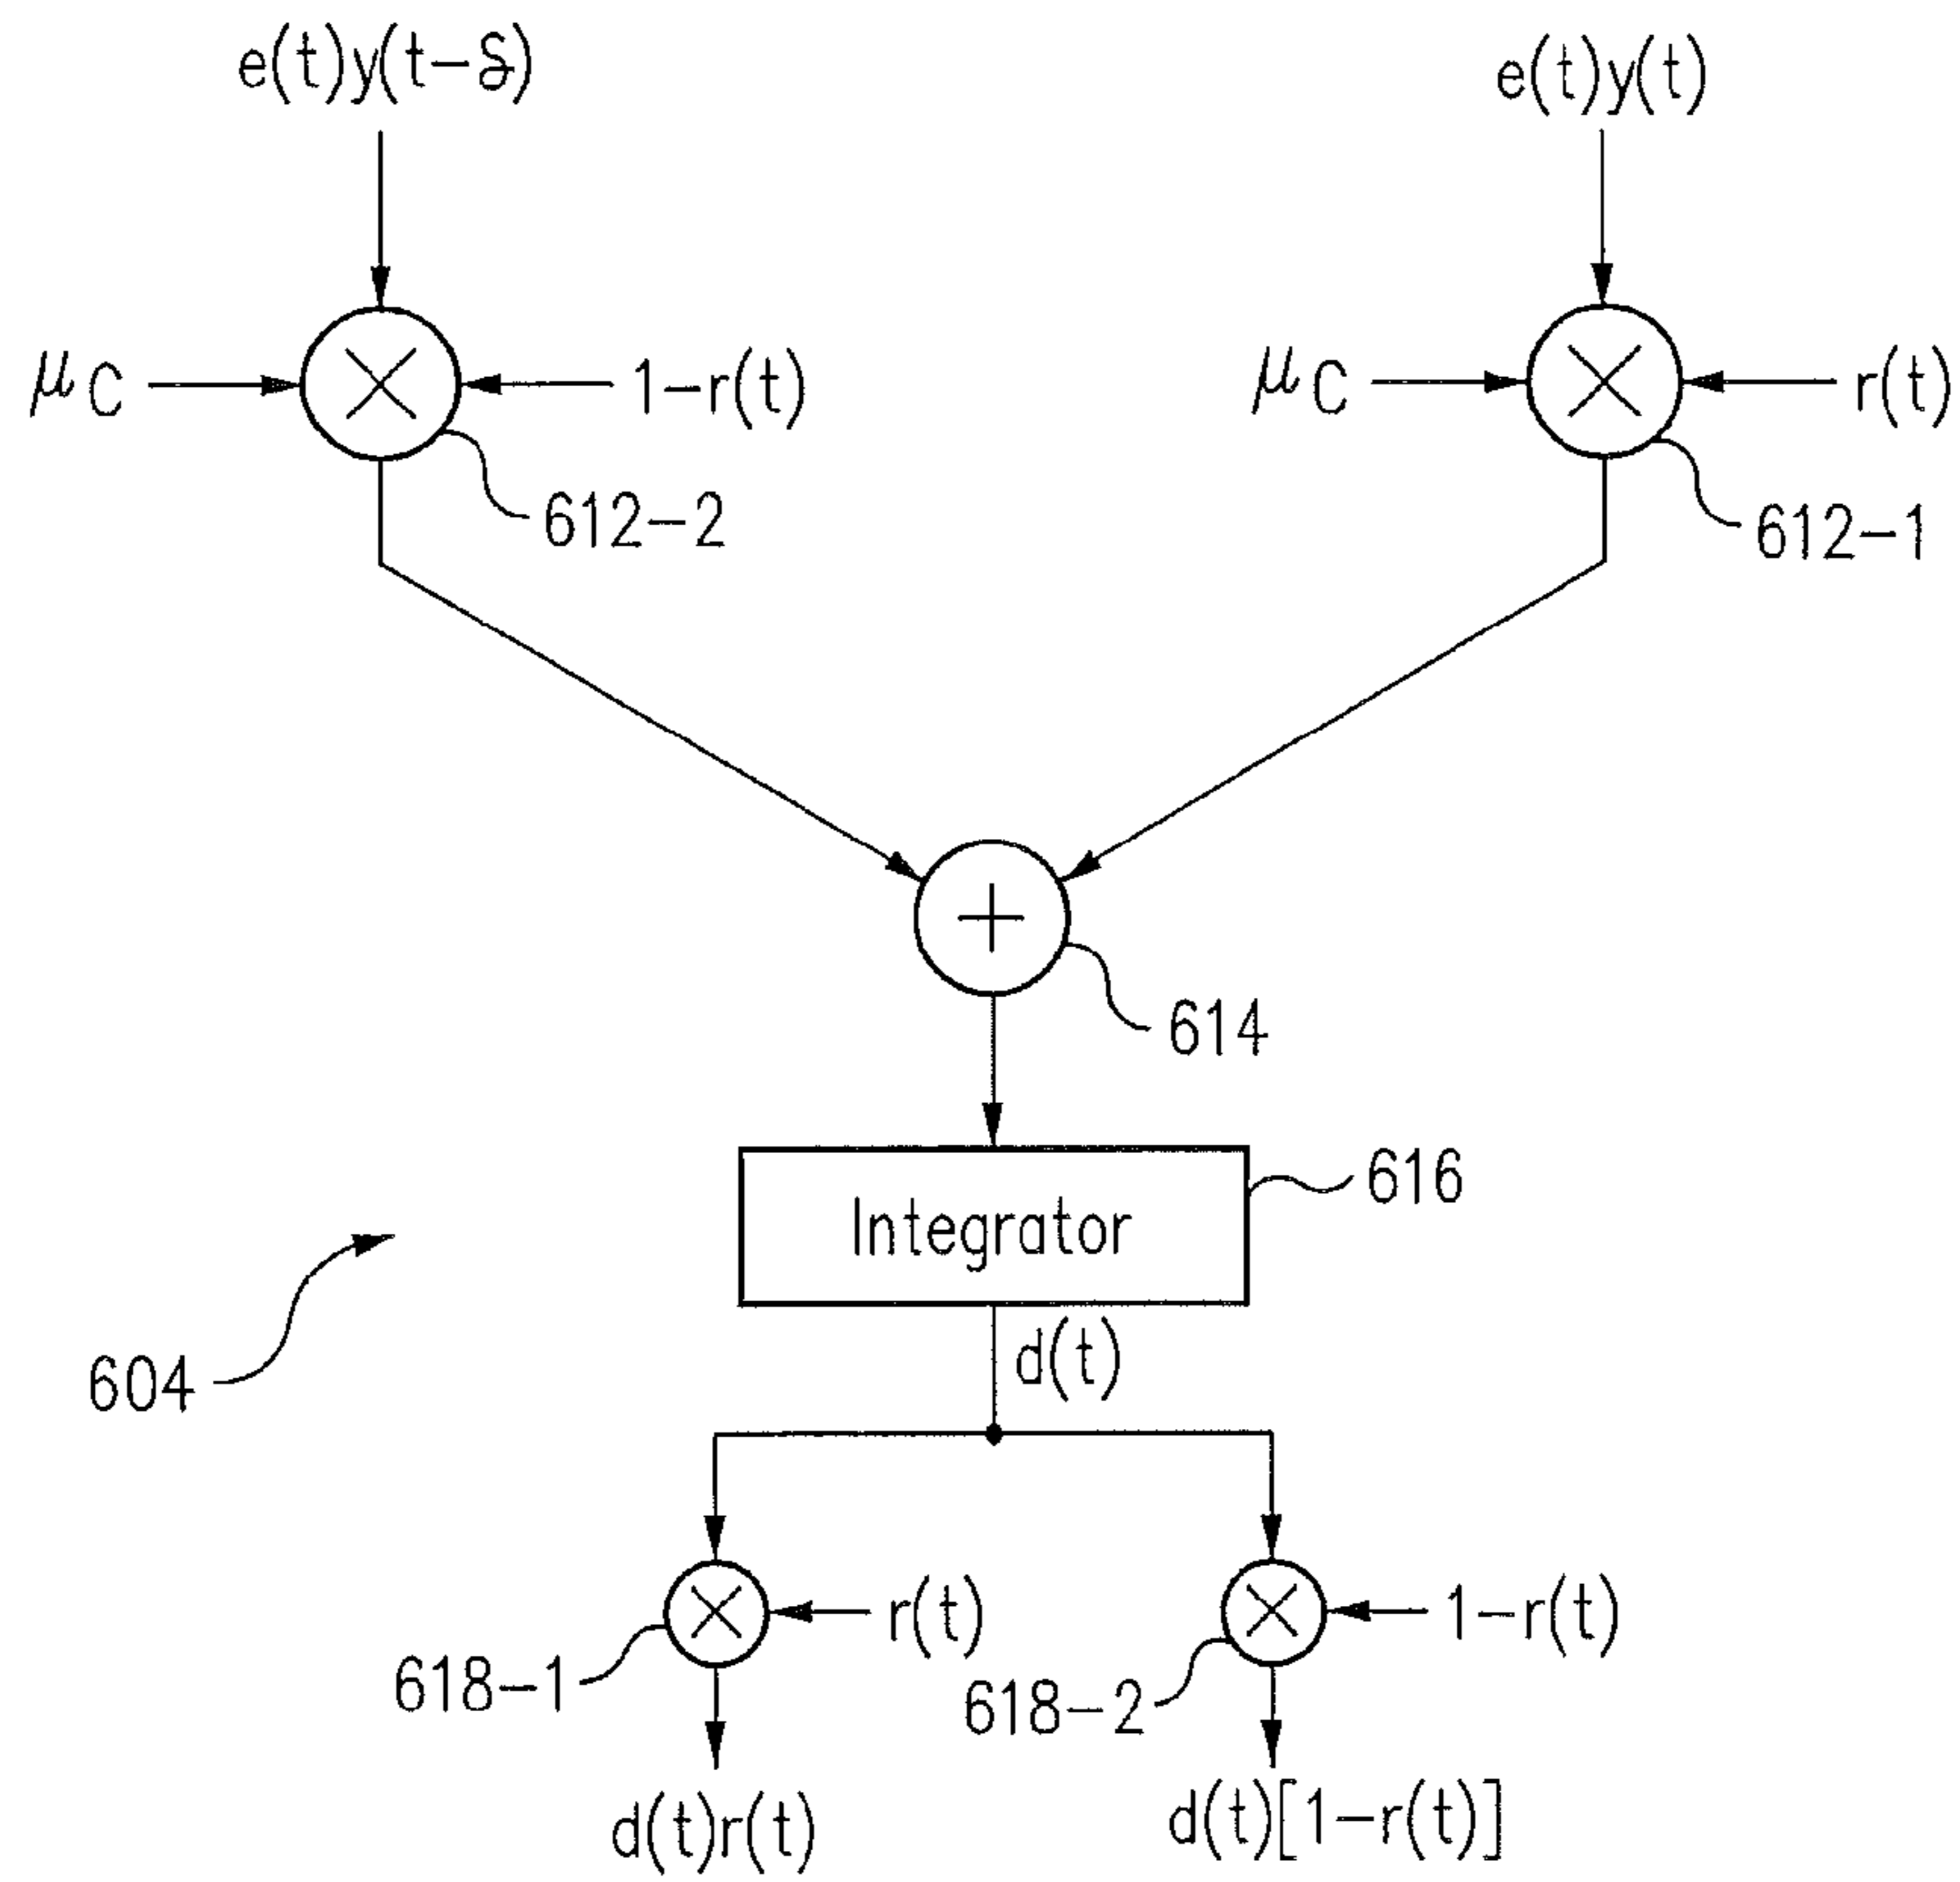 e(t)y(t-δ)
e(t)y(t)
μC
1-r(t)
μC
r(t)
612-2
612-1
+
614
Integrator
616
604
d(t)
r(t)
1-r(t)
618-1
618-2
d(t)r(t)
d(t)[1-r(t)]